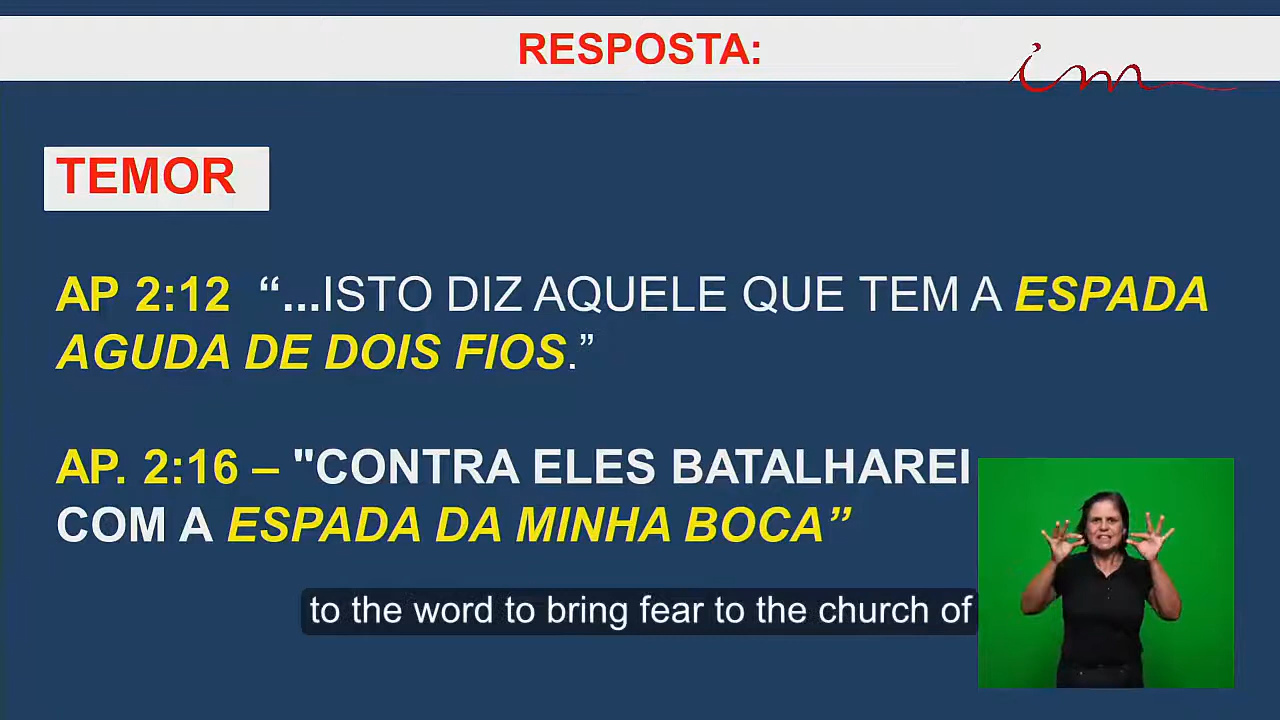 RESPOSTA:
im
TEMOR
AP 2:12 “...ISTO DIZ AQUELE QUE TEM A ESPADA
AGUDA DE DOIS FIOS.”
AP. 2:16 – "CONTRA ELES BATALHAREI
COM A ESPADA DA MINHA BOCA”
to the word to bring fear to the church of